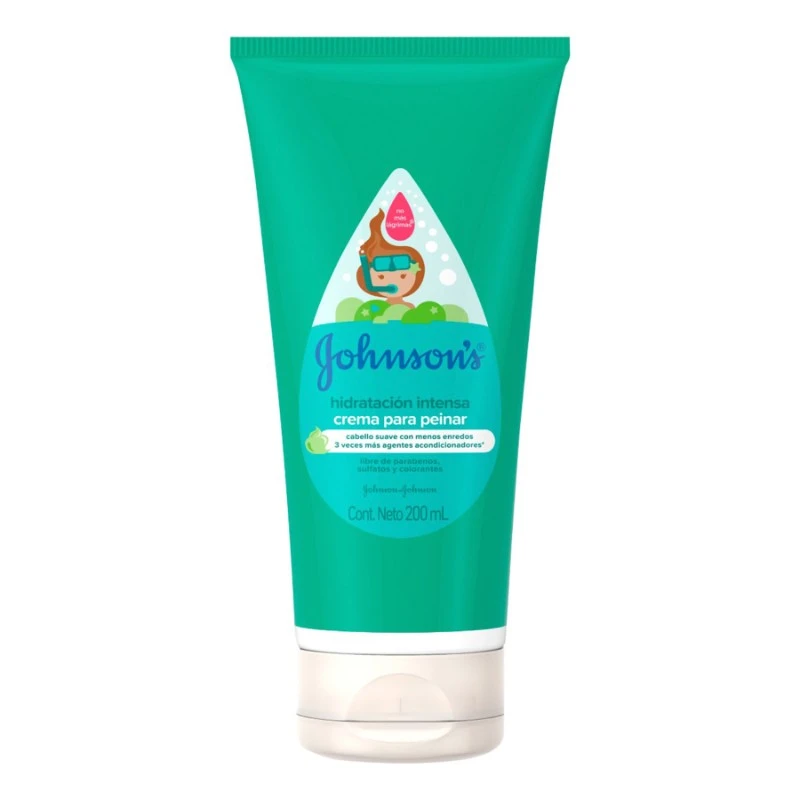 no
más
lágrimas®
Johnson's®
hidratación intensa
crema para peinar
cabello suave con menos enredos
3 veces más agentes acondicionadores*
libre de parabenos,
sulfatos y colorantes
Johnson & Johnson
Cont. Neto 200 mL